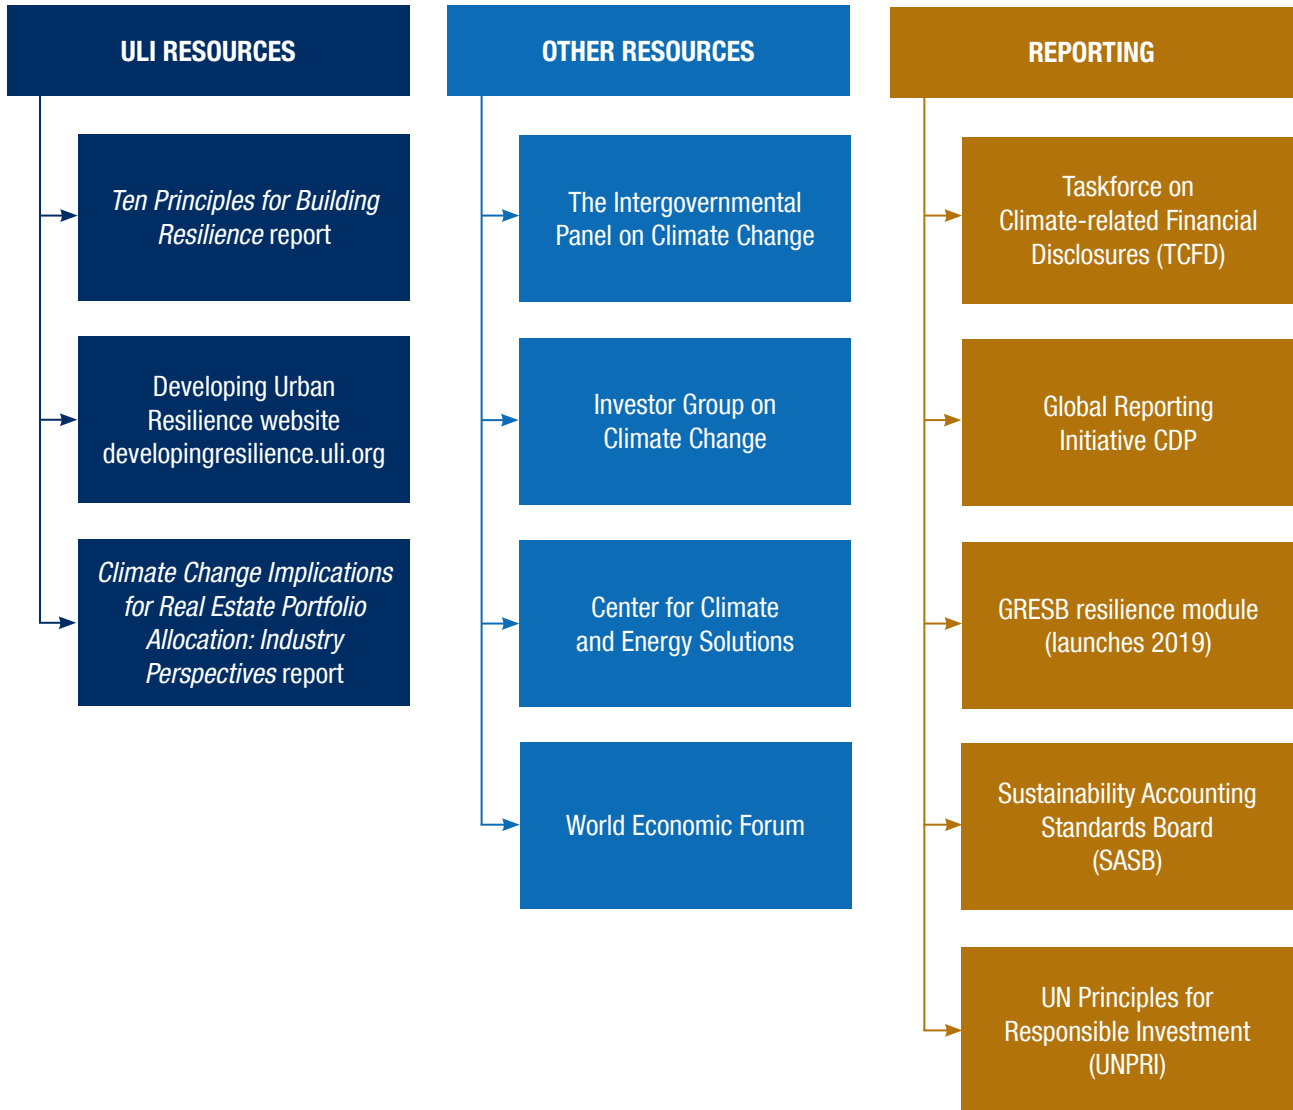 ULI RESOURCES
Ten Principles for Building
Resilience report
Developing Urban
Resilience website
developingresilience.uli.org
Climate Change Implications
for Real Estate Portfolio
Allocation: Industry
Perspectives report
OTHER RESOURCES
The Intergovernmental
Panel on Climate Change
Investor Group on
Climate Change
Center for Climate
and Energy Solutions
World Economic Forum
REPORTING
Taskforce on
Climate-related Financial
Disclosures (TCFD)
Global Reporting
Initiative CDP
GRESB resilience module
(launches 2019)
Sustainability Accounting
Standards Board
(SASB)
UN Principles for
Responsible Investment
(UNPRI)